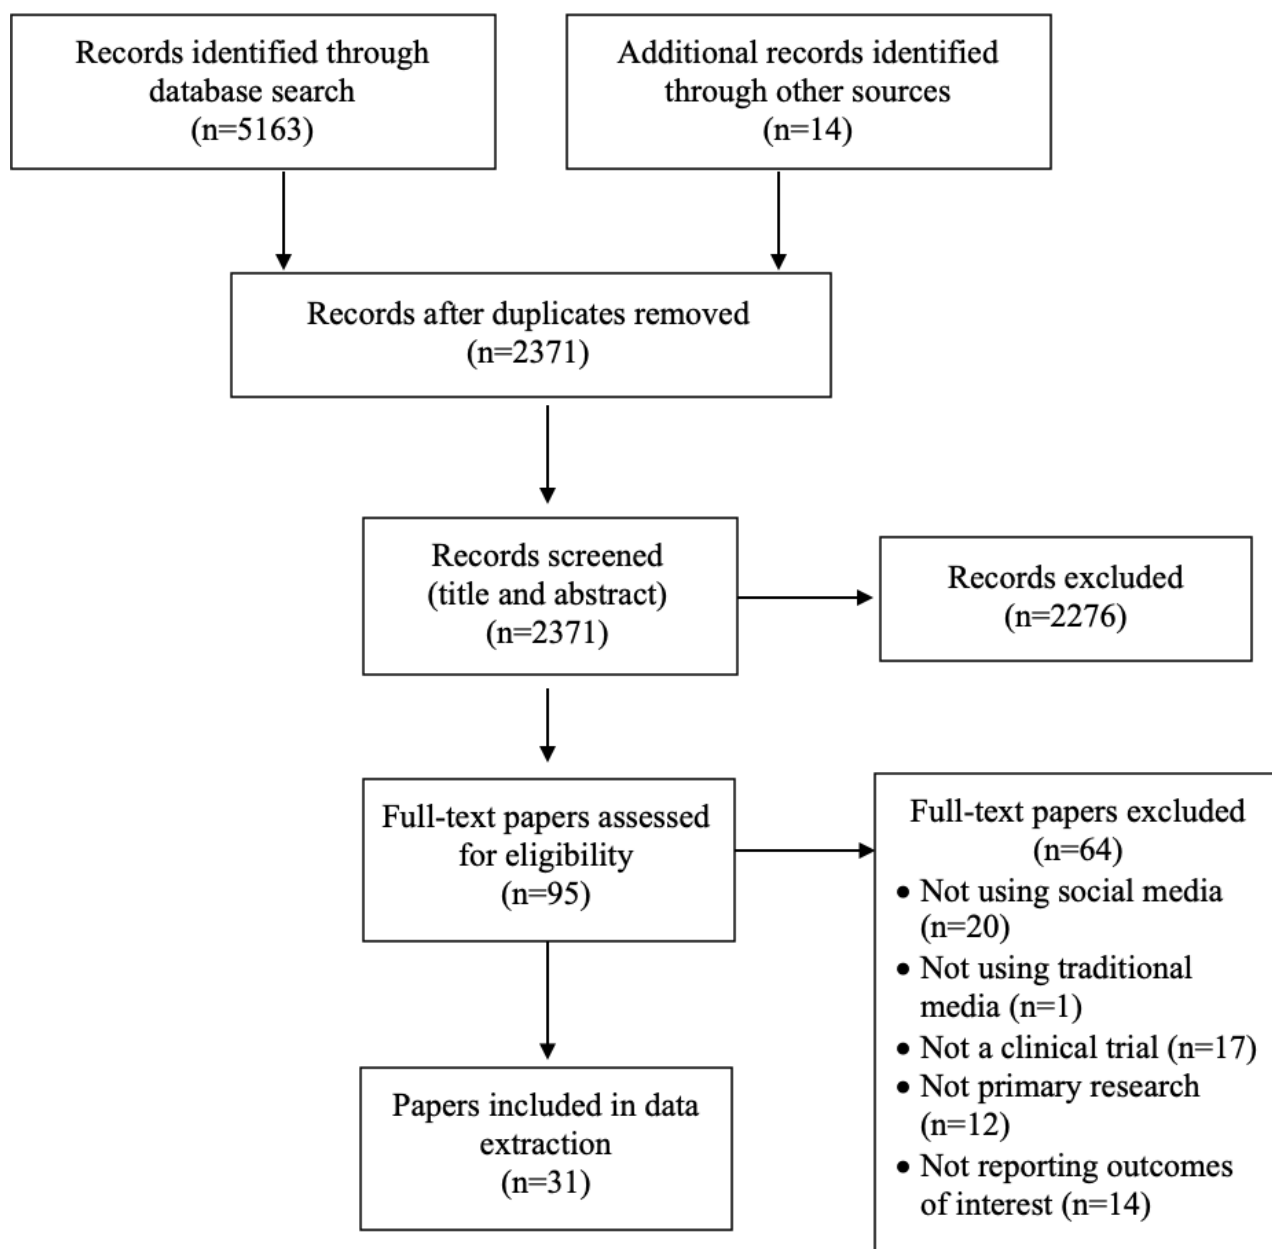 Records identified through
database search
(n=5163)
Additional records identified
through other sources
(n=14)
Records after duplicates removed
(n=2371)
Records screened
(title and abstract)
(n=2371)
Records excluded
(n=2276)
Full-text papers assessed
for eligibility
(n=95)
Full-text papers excluded
(n=64)
• Not using social media
(n=20)
• Not using traditional
media (n=1)
• Not a clinical trial (n=17)
• Not primary research
(n=12)
• Not reporting outcomes
of interest (n=14)
Papers included in data
extraction
(n=31)